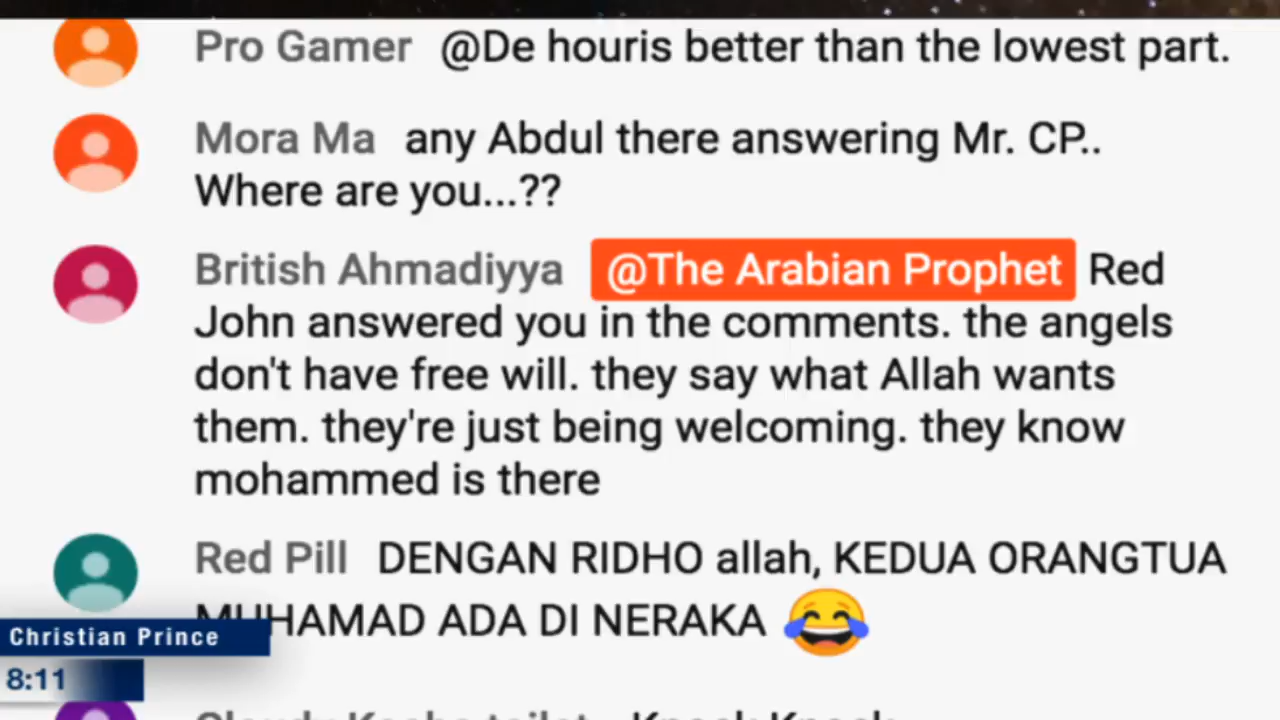 Pro Gamer @De houris better than the lowest part.
Mora Ma any Abdul there answering Mr. CP..
Where are you...??
British Ahmadiyya @The Arabian Prophet Red
John answered you in the comments. the angels
don't have free will. they say what Allah wants
them. they're just being welcoming. they know
mohammed is there
Red Pill DENGAN RIDHO allah, KEDUA ORANGTUA
MUHAMAD ADA DI NERAKA 😂
Christian Prince
8:11